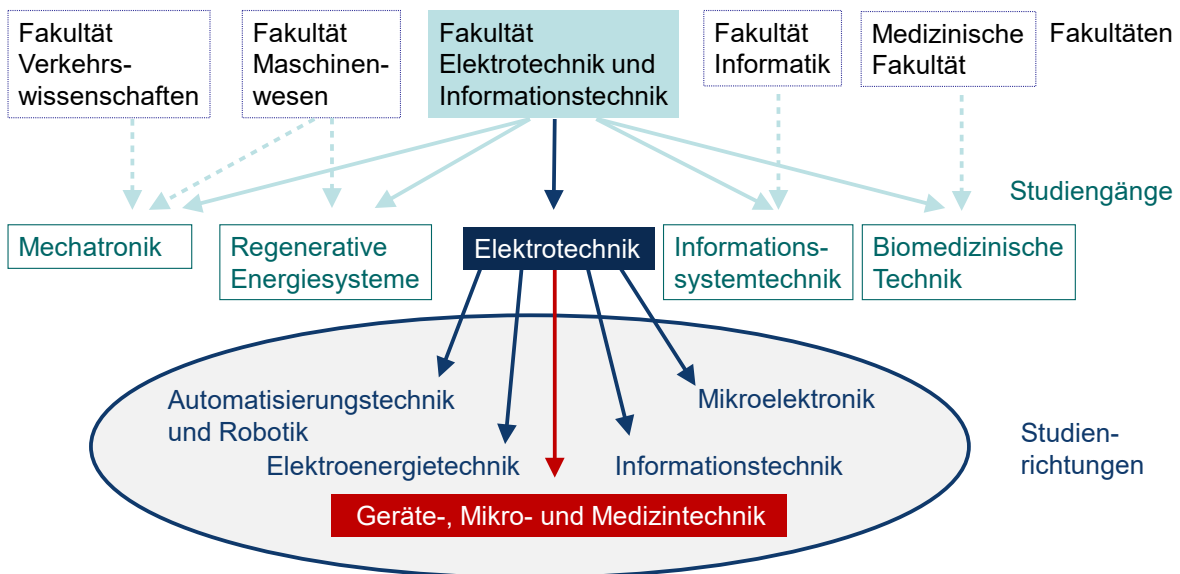 Fakultät
Verkehrs-
wissenschaften
Fakultät
Maschinen-
wesen
Fakultät
Elektrotechnik und
Informationstechnik
Fakultät
Informatik
Medizinische
Fakultät
Fakultäten
Studiengänge
Mechatronik
Regenerative
Energiesysteme
Elektrotechnik
Informations-
systemtechnik
Biomedizinische
Technik
Automatisierungstechnik
und Robotik
Mikroelektronik
Elektroenergietechnik
Informationstechnik
Studien-
richtungen
Geräte-, Mikro- und Medizintechnik